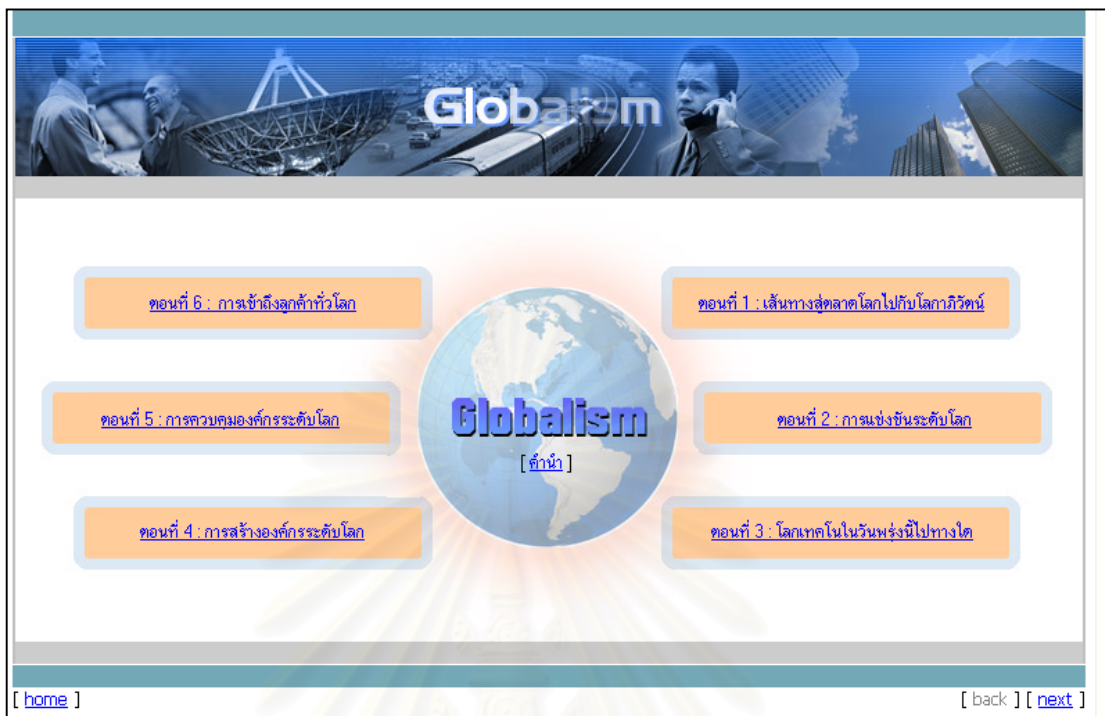 Globalism
ตอนที่ 6 : การเข้าถึงลูกค้าทั่วโลก
ตอนที่ 1 : เส้นทางสู่ตลาดโลกไปกับโลกาภิวัตน์
ตอนที่ 5 : การควบคุมองค์กรระดับโลก
Globalism
[ คำนำ ]
ตอนที่ 2 : การแข่งขันระดับโลก
ตอนที่ 4 : การสร้างองค์กรระดับโลก
ตอนที่ 3 : โลกเทคโนในวันพรุ่งนี้ไปทางใด
[ home ]
[ back ] [ next ]